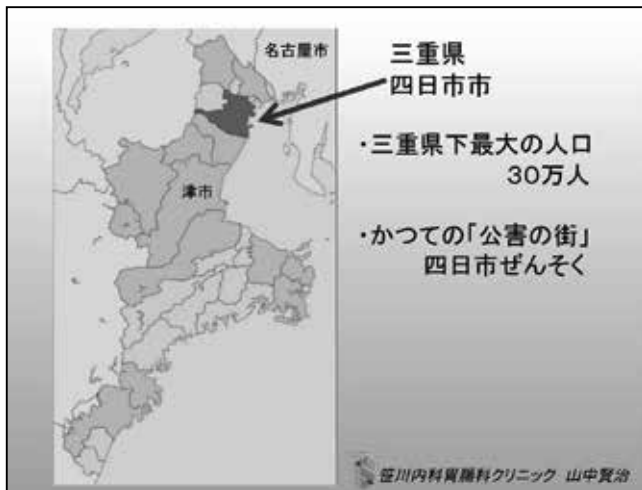 名古屋市
津市
三重県
四日市市
・三重県下最大の人口
30万人
・かつての「公害の街」
四日市ぜんそく
笹川内科胃腸科クリニック 山中賢治